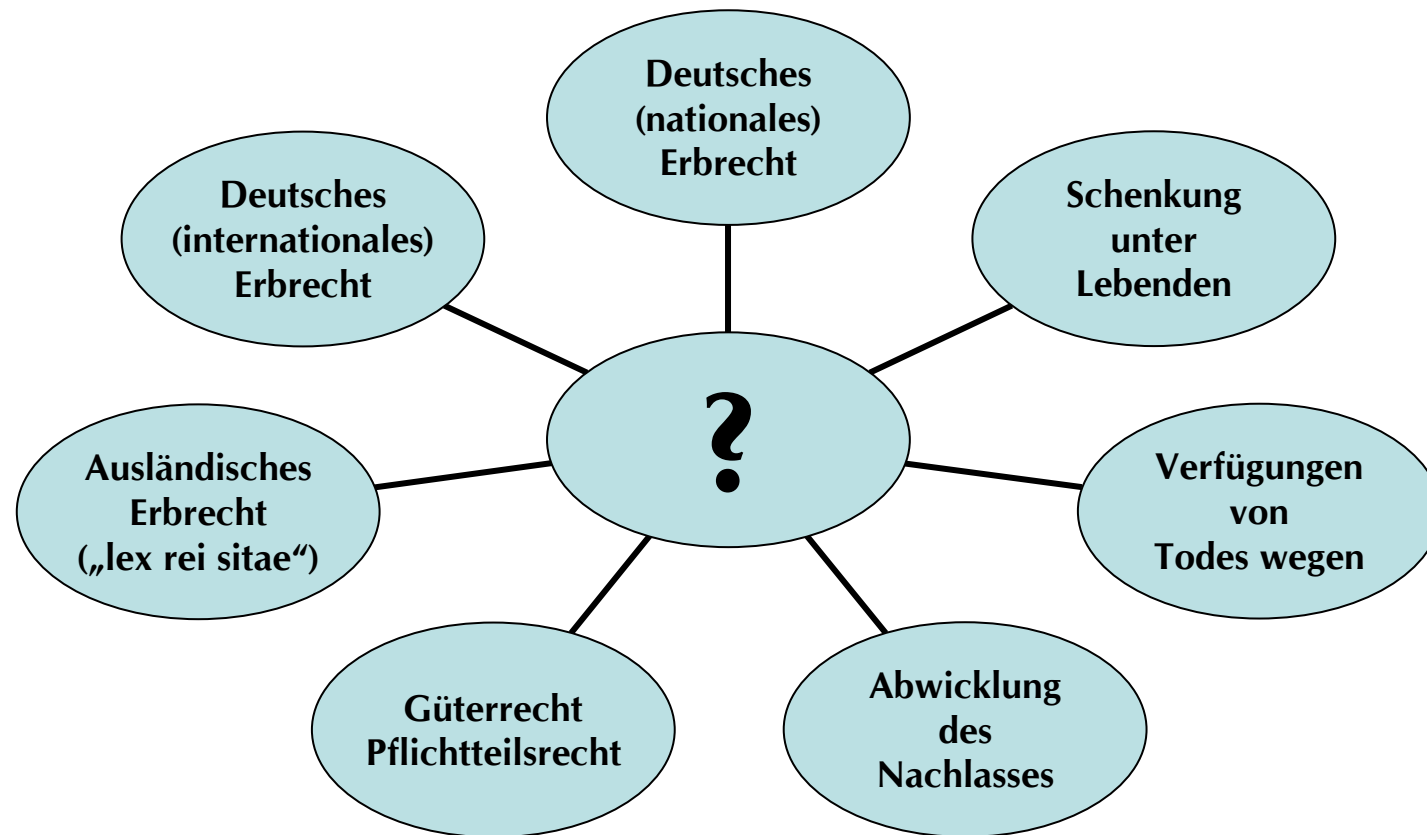 Deutsches
(nationales)
Erbrecht
Deutsches
(internationales)
Erbrecht
Schenkung
unter
Lebenden
?
Ausländisches
Erbrecht
(„lex rei sitae“)
Verfügungen
von
Todes wegen
Güterrecht
Pflichtteilsrecht
Abwicklung
des
Nachlasses